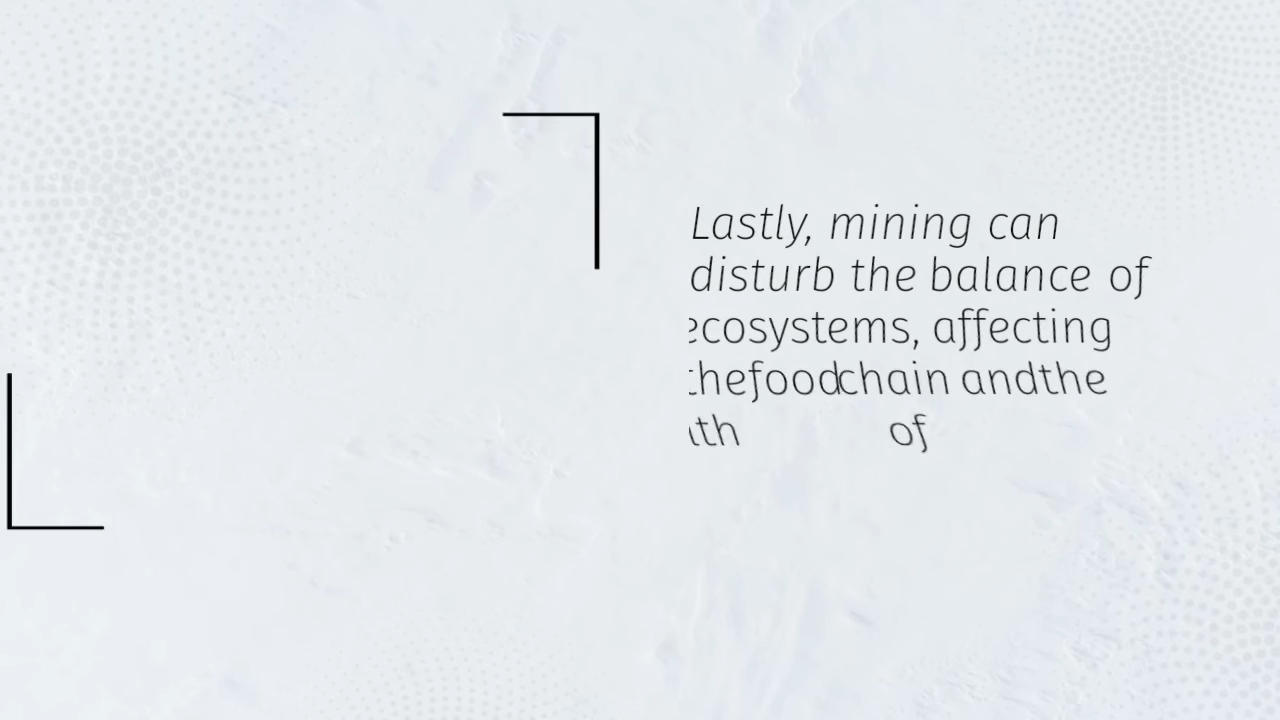 Lastly, mining can
disturb the balance of
ecosystems, affecting
thefoodchain andthe
of